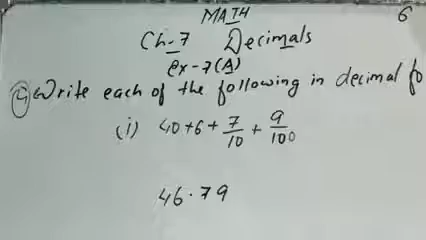 MATH 6
Ch-7 Decimals
ex-7(A)
4) Write each of the following in decimal fo
(i) 40+6+7/10+9/100
46.79